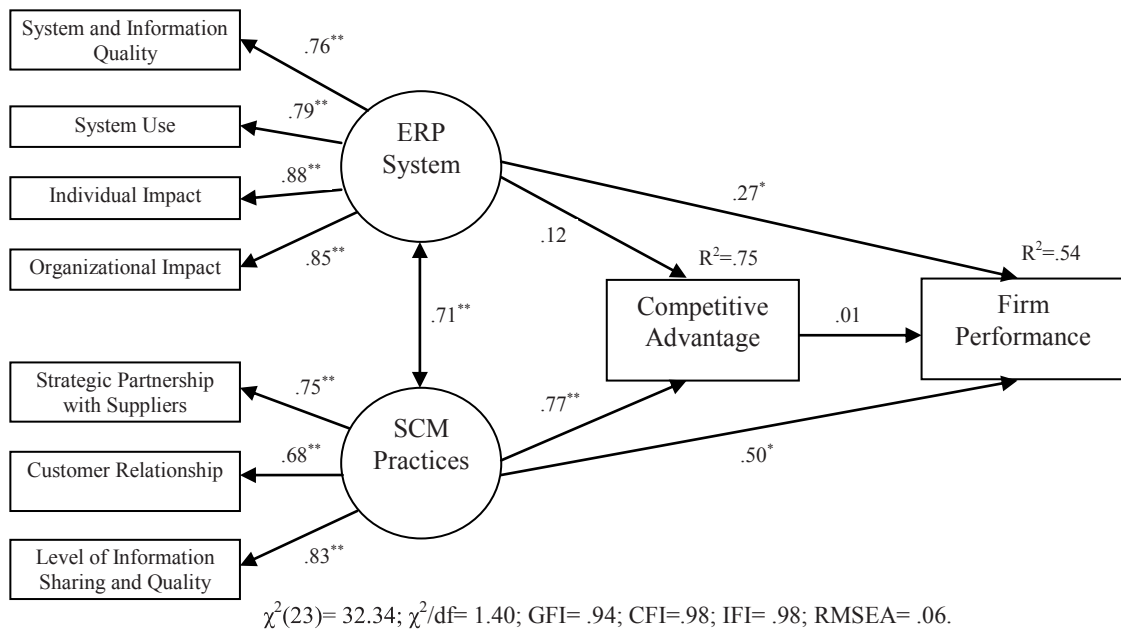 System and Information
Quality
.76**
System Use
.79**
ERP
System
Individual Impact
.88**
.27*
Organizational Impact
.85**
.12
R²=.75
R²=.54
Competitive
Advantage
.01
Firm
Performance
.71**
Strategic Partnership
with Suppliers
.75**
SCM
Practices
.77**
Customer Relationship
.68**
.50*
Level of Information
Sharing and Quality
.83**
χ²(23)= 32.34; χ²/df= 1.40; GFI= .94; CFI=.98; IFI= .98; RMSEA= .06.